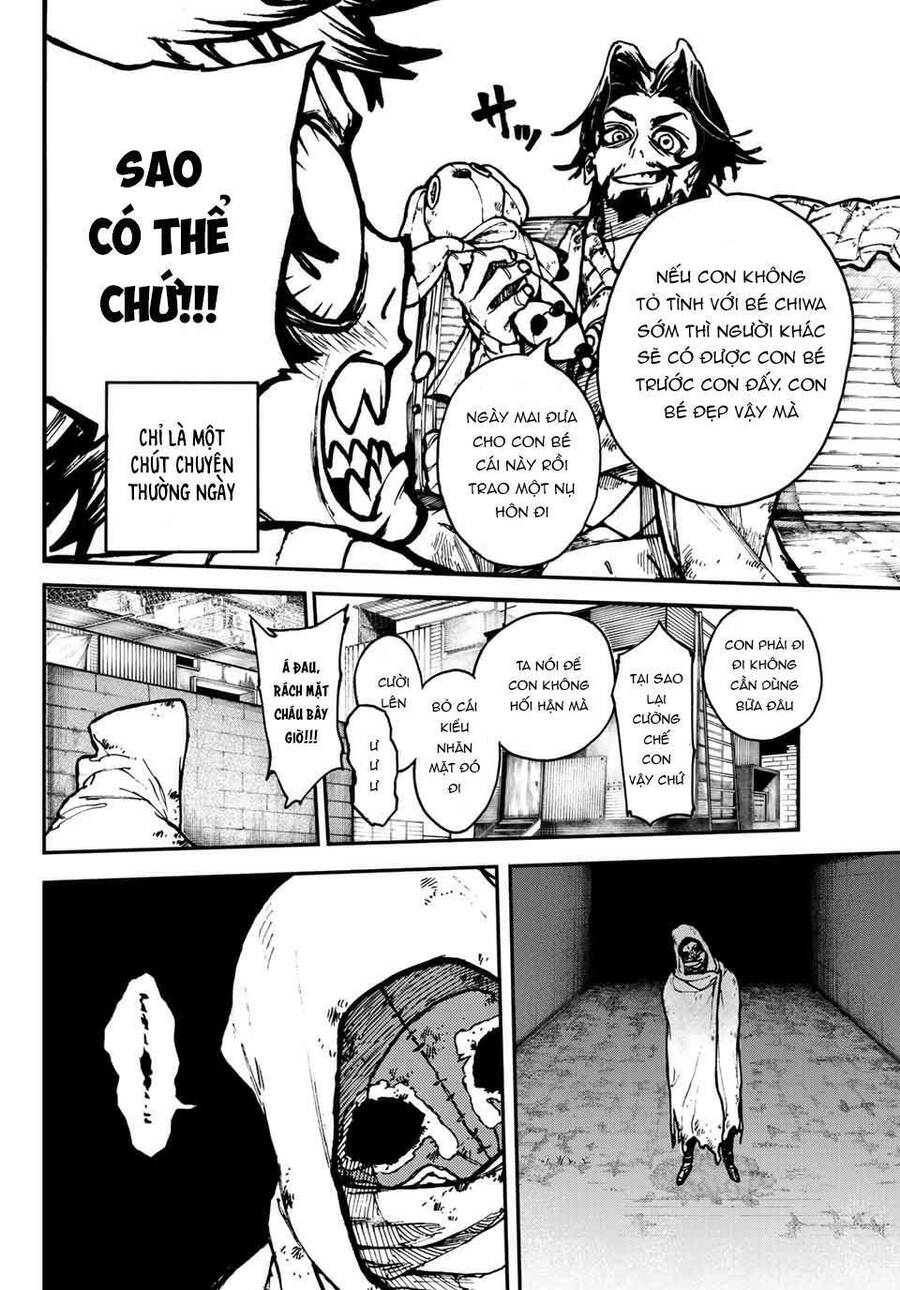 サッ
NẾU CON KHÔNG
TỎ TÌNH VỚI BÉ CHIWA
SỚM THÌ NGƯỜI KHÁC
SẼ CÓ ĐƯỢC CON BÉ
TRƯỚC CON ĐẤY. CON
BÉ ĐẸP VẬY MÀ
NGÀY MAI ĐƯA
CHO CON BÉ
CÁI NÀY RỒI
TRAO MỘT NỤ
HÔN ĐI
SAO
CÓ THỂ
CHỨ!!!
CHỈ LÀ MỘT
CHÚT CHUYỆN
THƯỜNG NGÀY
CON PHẢI ĐI
ĐI KHÔNG
CẦN DÙNG
BỮA ĐÂU
TẠI SAO
LẠI
CƯỠNG
CHẾ
CON
VẬY CHỨ
TA NÓI ĐỂ
CON KHÔNG
HỐI HẬN MÀ
BỎ CÁI
KIỂU
NHĂN
MẶT ĐÓ
ĐI
CƯỜI
LÊN
Ư
Ư
Ư
Á ĐAU,
RÁCH MẶT
CHÁU BÂY
GIỜ!!!